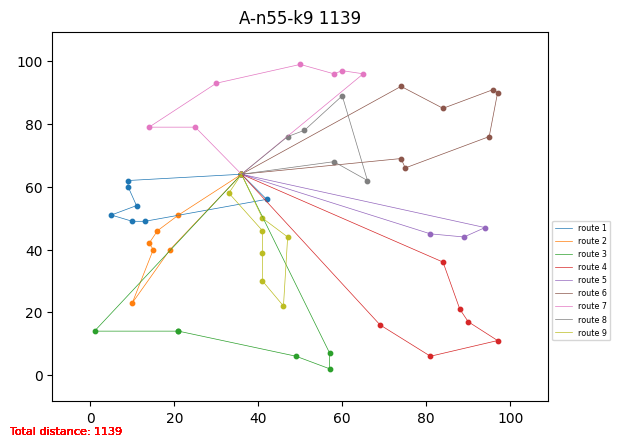 A-n55-k9 1139
100
80
60
40
20
0
0 20 40 60 80 100
route 1
route 2
route 3
route 4
route 5
route 6
route 7
route 8
route 9
Total distance: 1139